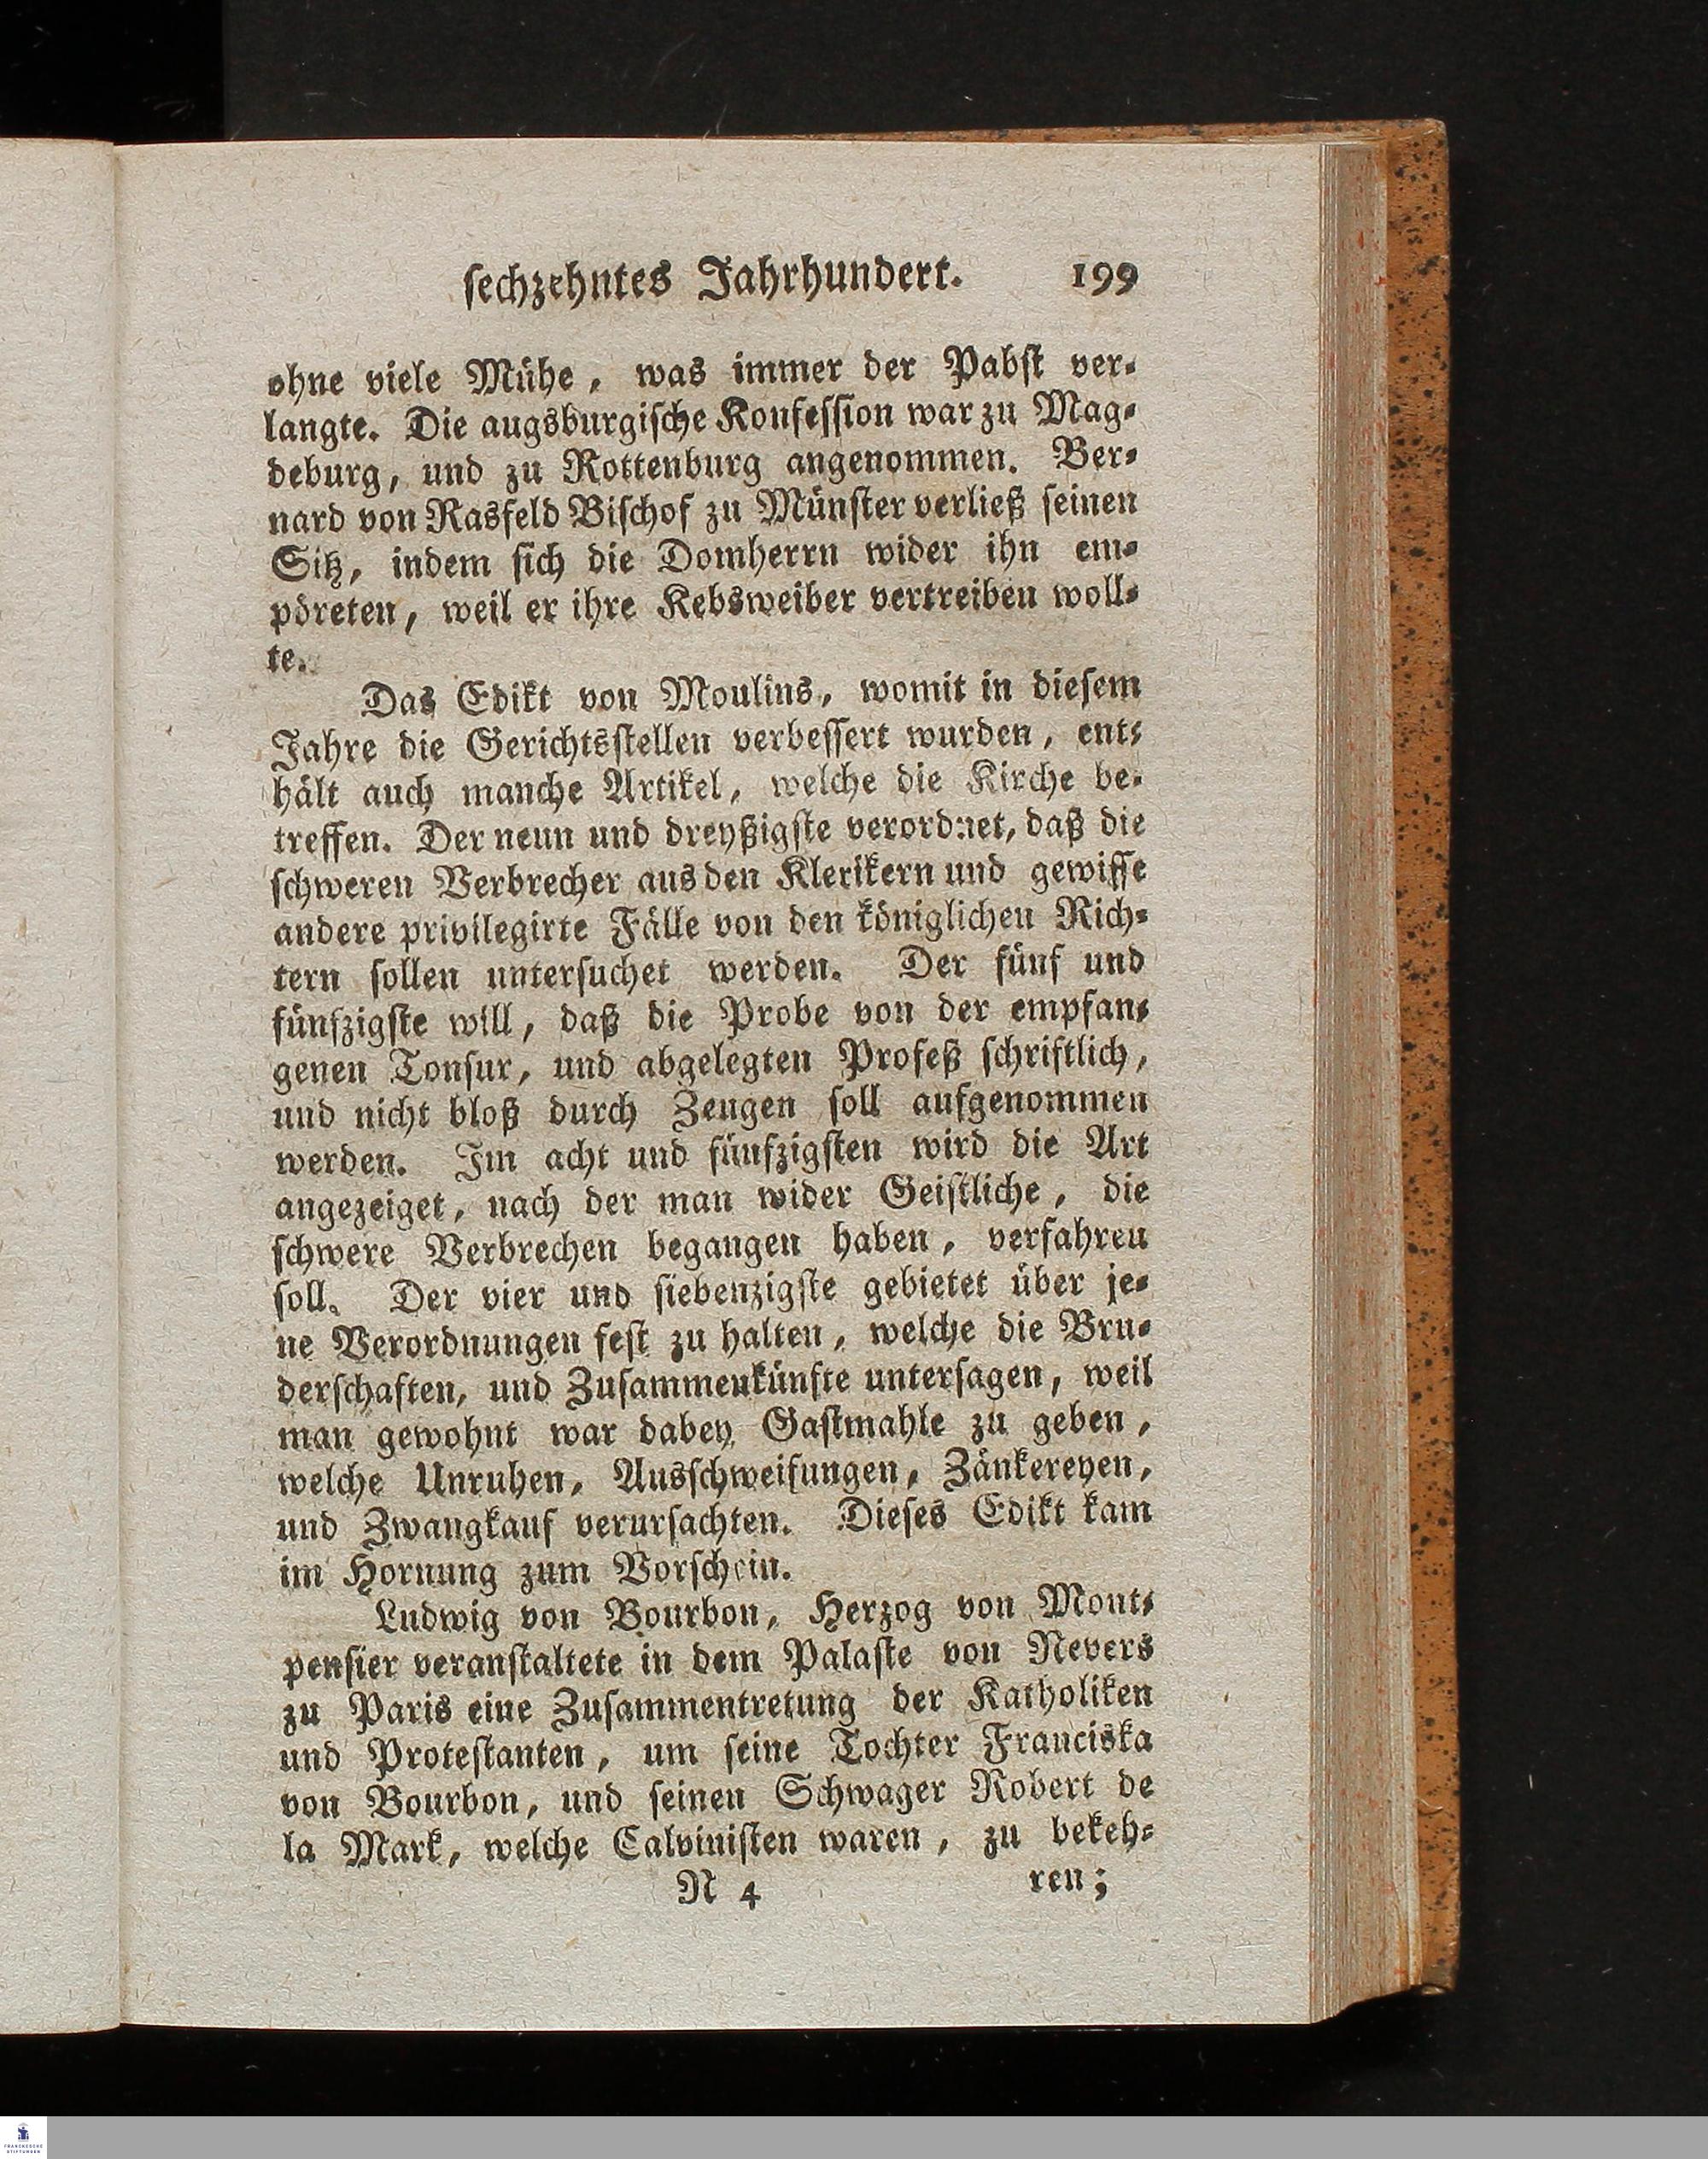 sechzehntes Jahrhundert. 199
ohne viele Mühe, was immer der Pabst ver-
langte. Die augsburgische Konfession war zu Mag-
deburg, und zu Rottenburg angenommen. Ber-
nard von Rasfeld Bischof zu Münster verließ seinen
Sitz, indem sich die Domherrn wider ihn em-
pöreten, weil er ihre Kebsweiber vertreiben woll-
te.
Das Edikt von Moulins, womit in diesem
Jahre die Gerichtsstellen verbessert wurden, ent-
hält auch manche Artikel, welche die Kirche be-
treffen. Der neun und dreyßigste verordnet, daß die
schweren Verbrecher aus den Klerikern und gewisse
andere privilegirte Fälle von den königlichen Rich-
tern sollen untersuchet werden. Der fünf und
fünfzigste will, daß die Probe von der empfan-
genen Tonsur, und abgelegten Profeß schriftlich,
und nicht bloß durch Zeugen soll aufgenommen
werden. Im acht und fünfzigsten wird die Art
angezeiget, nach der man wider Geistliche, die
schwere Verbrechen begangen haben, verfahren
soll. Der vier und siebenzigste gebietet über je-
ne Verordnungen fest zu halten, welche die Bru-
derschaften, und Zusammenkünfte untersagen, weil
man gewohnt war dabey Gastmahle zu geben,
welche Unruhen, Ausschweifungen, Zänkereyen,
und Zwangkauf verursachten. Dieses Edikt kam
im Hornung zum Vorschein.
Ludwig von Bourbon, Herzog von Mont-
pensier veranstaltete in dem Palaste von Nevers
zu Paris eine Zusammentretung der Katholiken
und Protestanten, um seine Tochter Franciska
von Bourbon, und seinen Schwager Robert de
la Mark, welche Calvinisten waren, zu bekeh-
N 4 ren;
FRANCKESCHE
STIFTUNGEN